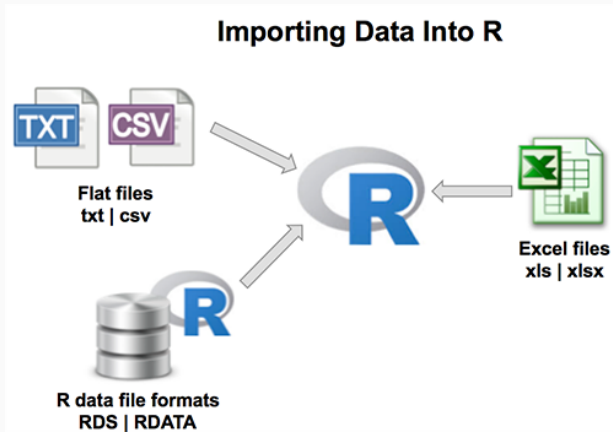 Importing Data Into R
TXT
CSV
Flat files
txt | csv
R
X
Excel files
xls | xlsx
R
R data file formats
RDS | RDATA